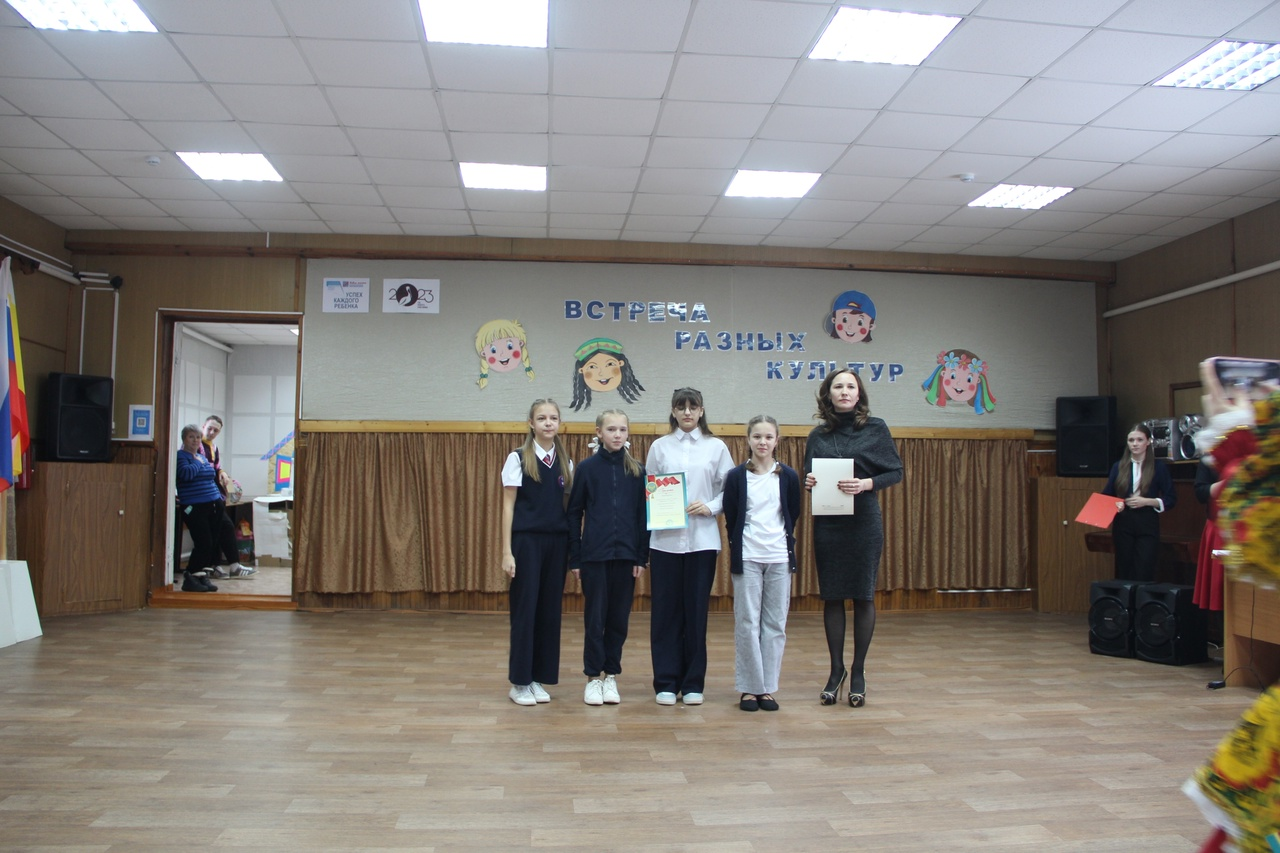 УСПЕХ
КАЖДОГО
РЕБЕНКА
2023
ВСТРЕЧА
РАЗНЫХ
КУЛЬТУР